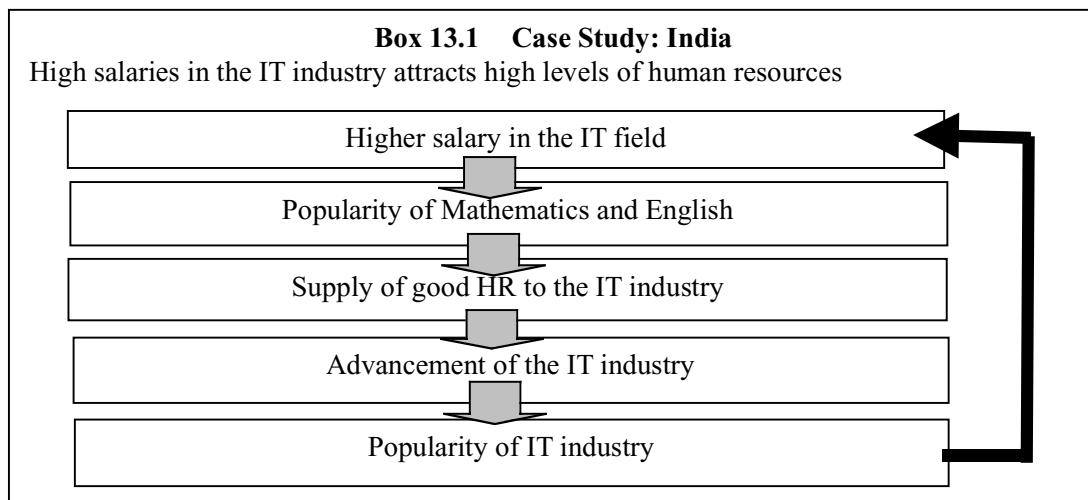 Box 13.1 Case Study: India
High salaries in the IT industry attracts high levels of human resources
Higher salary in the IT field
Popularity of Mathematics and English
Supply of good HR to the IT industry
Advancement of the IT industry
Popularity of IT industry